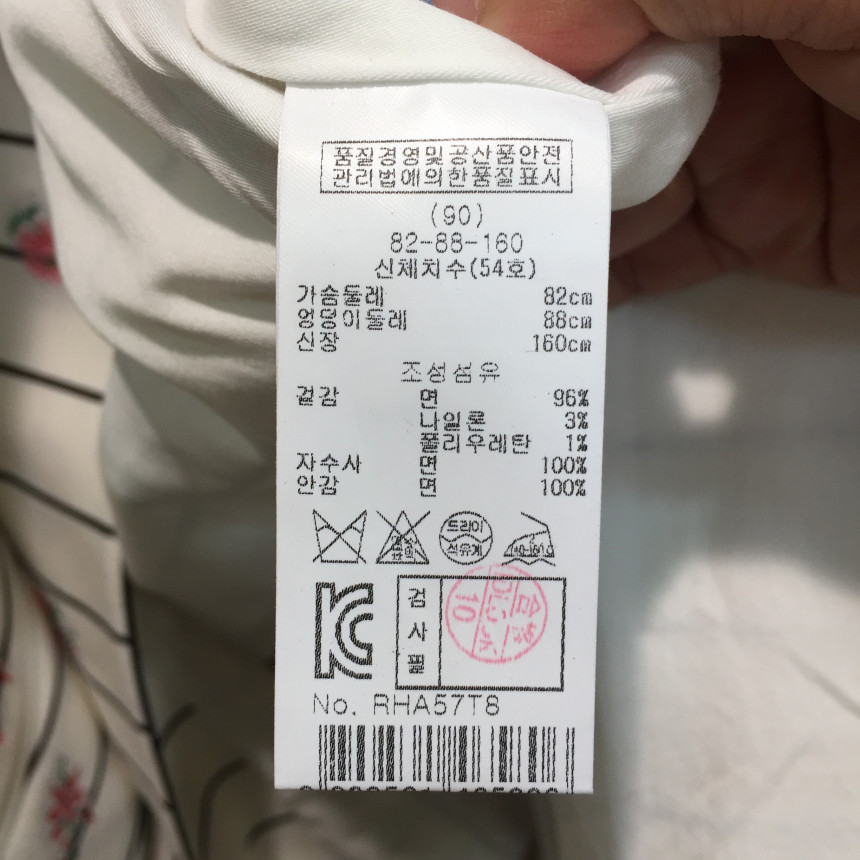 품질경영및공산품안전
관리법에의한품질표시
(90)
82-88-160
신체치수(54호)
가슴둘레 82cm
엉덩이둘레 88cm
신장 160cm
조성섬유
겉감 면 96%
나일론 3%
폴리우레탄 1%
자수사 면 100%
안감 면 100%
드라이
석유계
검사필
10
No. RHA57T8